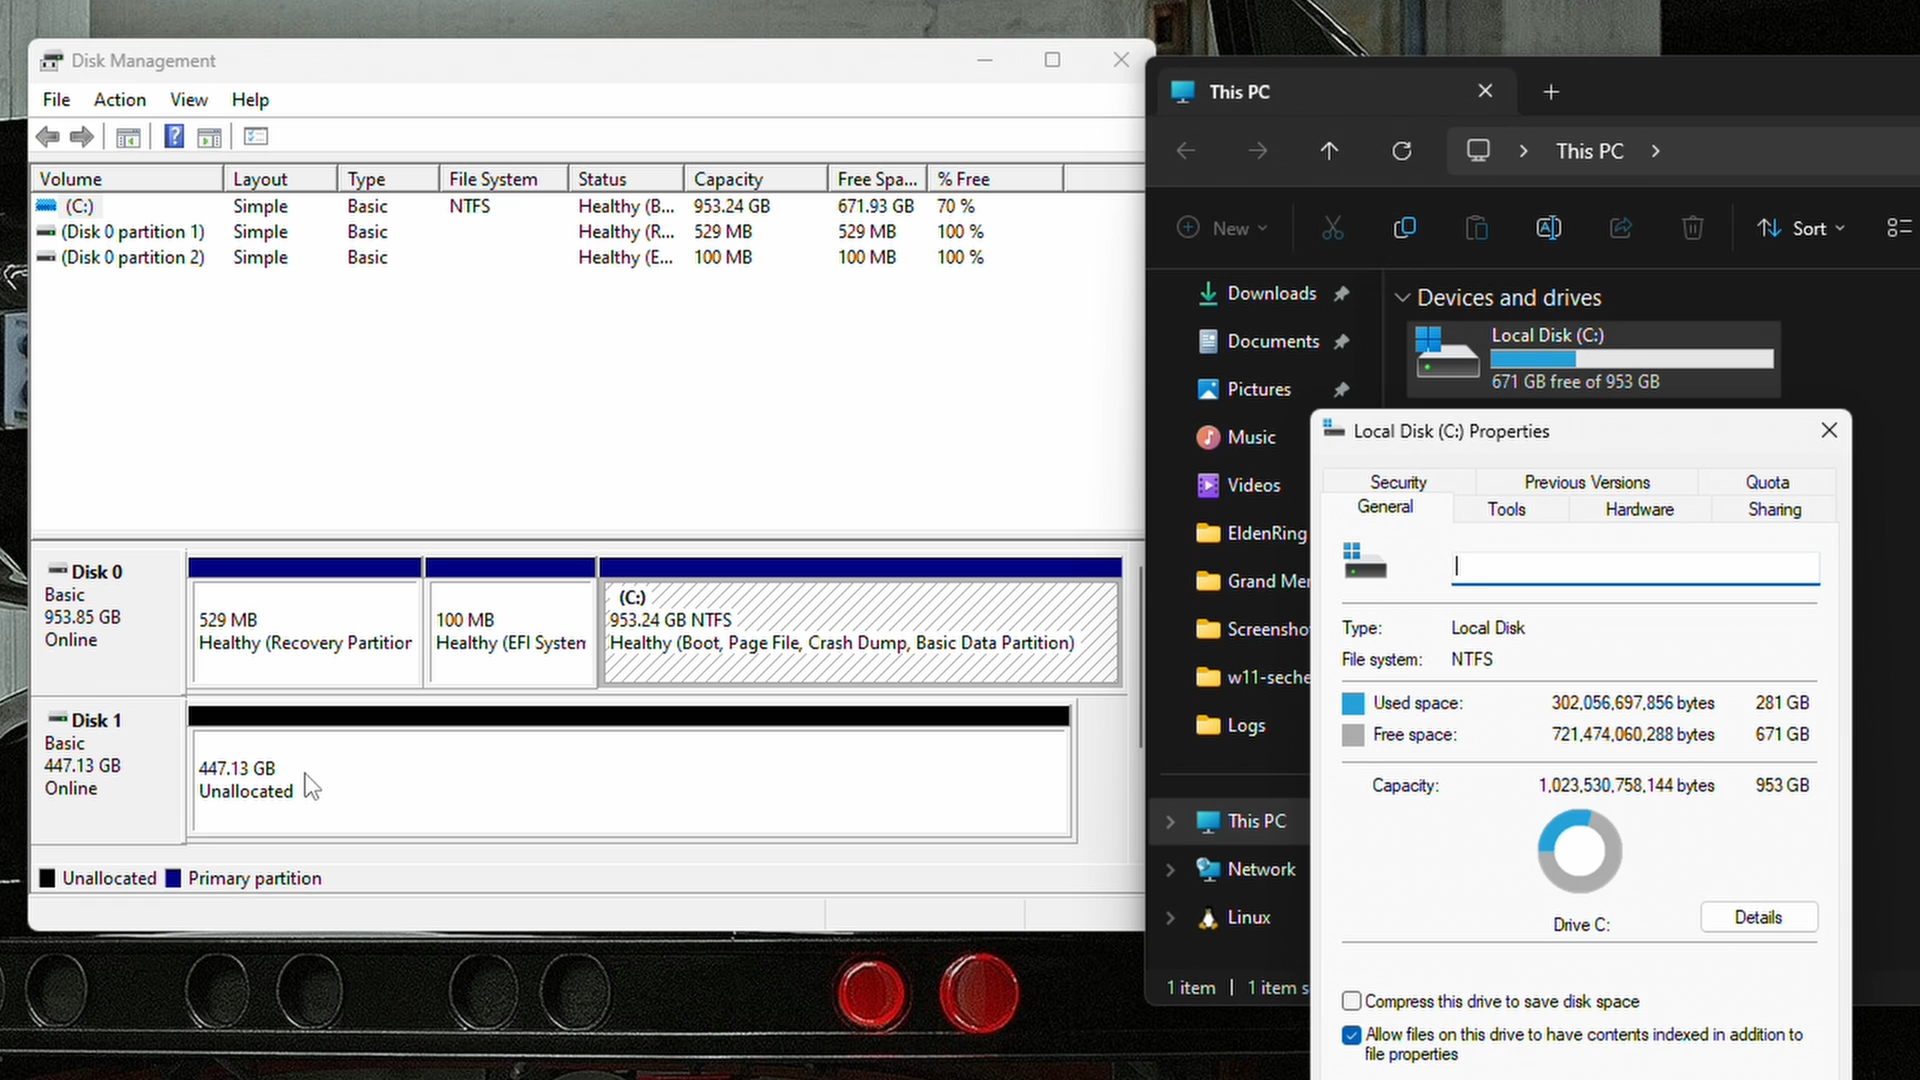 Disk Management
File Action View Help
Volume Layout Type File System Status Capacity Free Spa... % Free
(C:) Simple Basic NTFS Healthy (B... 953.24 GB 671.93 GB 70 %
(Disk 0 partition 1) Simple Basic Healthy (R... 529 MB 529 MB 100 %
(Disk 0 partition 2) Simple Basic Healthy (E... 100 MB 100 MB 100 %
Disk 0
Basic
953.85 GB
Online
529 MB
Healthy (Recovery Partition
100 MB
Healthy (EFI System
(C:)
953.24 GB NTFS
Healthy (Boot, Page File, Crash Dump, Basic Data Partition)
Disk 1
Basic
447.13 GB
Online
447.13 GB
Unallocated
Unallocated Primary partition
This PC
This PC
New Sort
Downloads
Documents
Pictures
Music
Videos
EldenRing
Grand Me
Screensho
w11-seche
Logs
This PC
Network
Linux
1 item 1 item s
Devices and drives
Local Disk (C:)
671 GB free of 953 GB
Local Disk (C:) Properties
Security Previous Versions Quota
General Tools Hardware Sharing
Type: Local Disk
File system: NTFS
Used space: 302,056,697,856 bytes 281 GB
Free space: 721,474,060,288 bytes 671 GB
Capacity: 1,023,530,758,144 bytes 953 GB
Drive C: Details
Compress this drive to save disk space
Allow files on this drive to have contents indexed in addition to
file properties